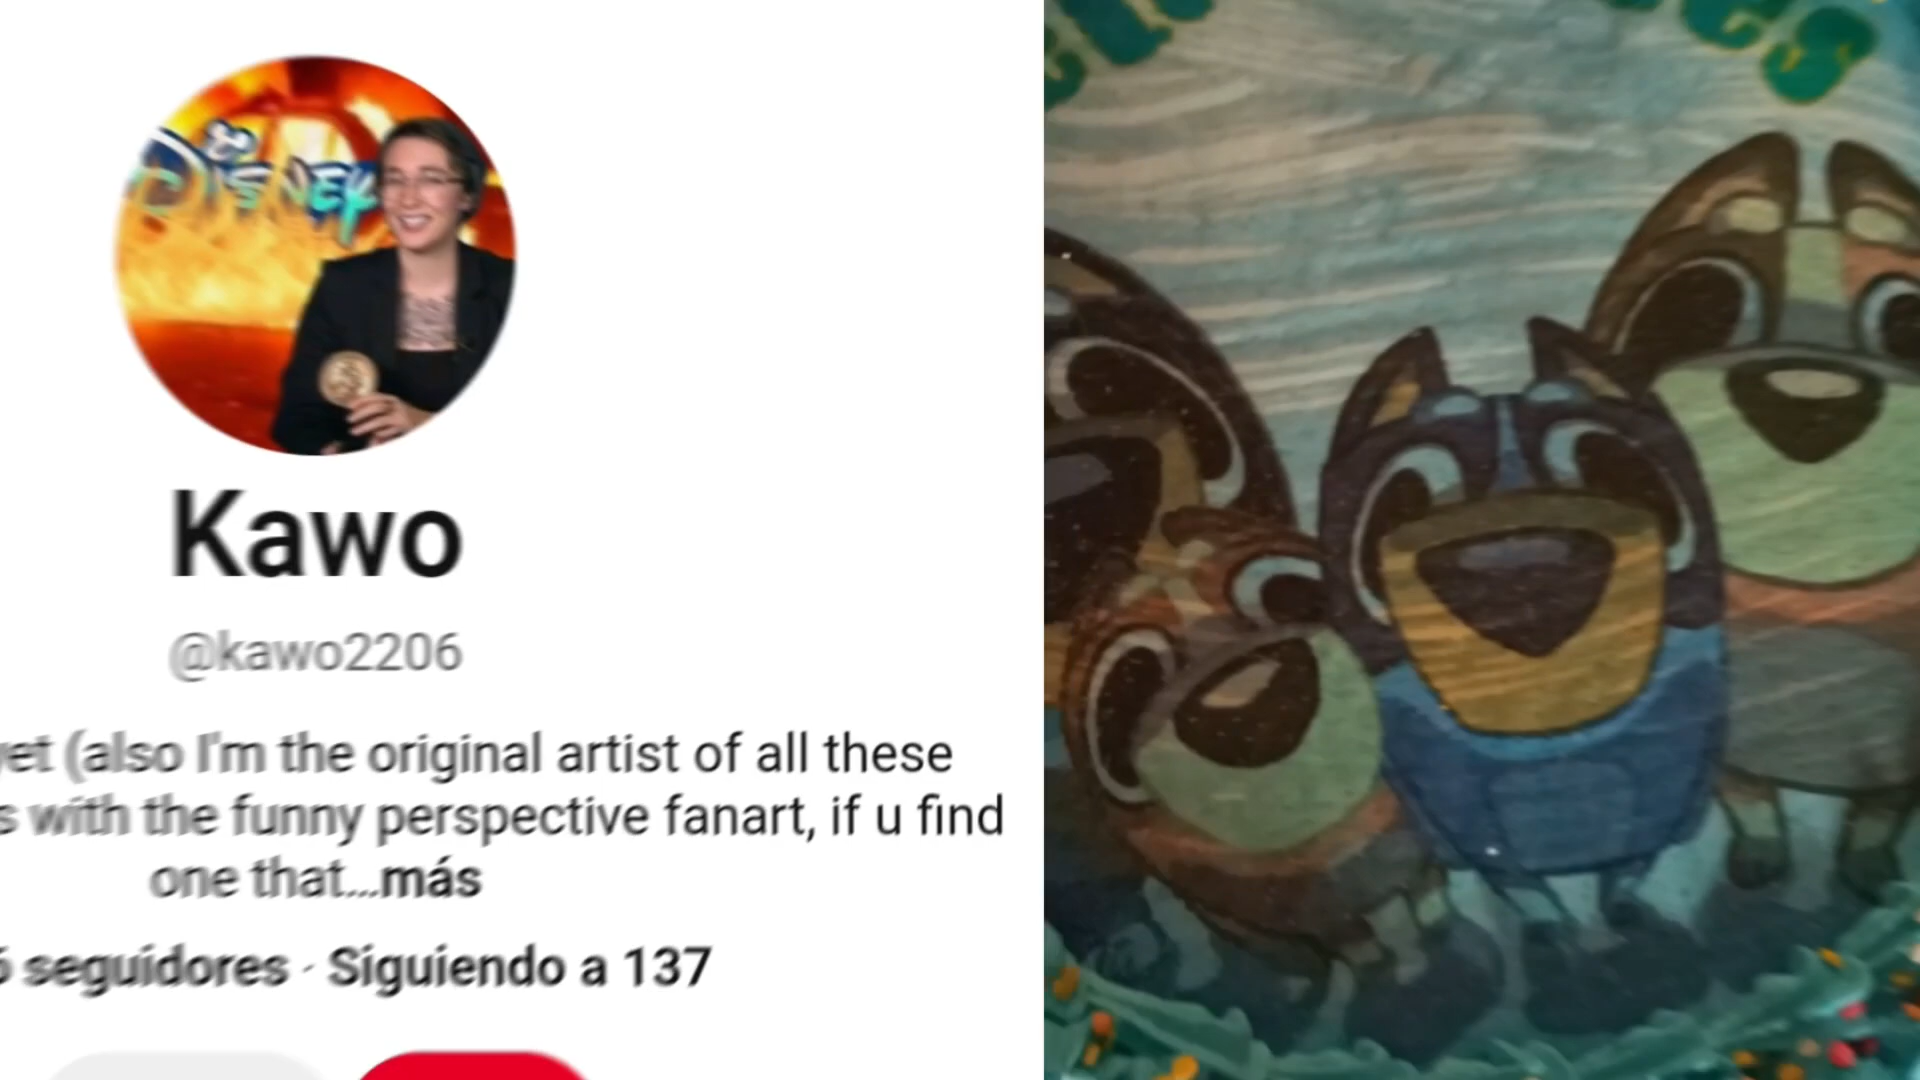 DISNEY
Kawo
@kawo2206
yet (also I'm the original artist of all these
s with the funny perspective fanart, if u find
one that...más
seguidores · Siguiendo a 137